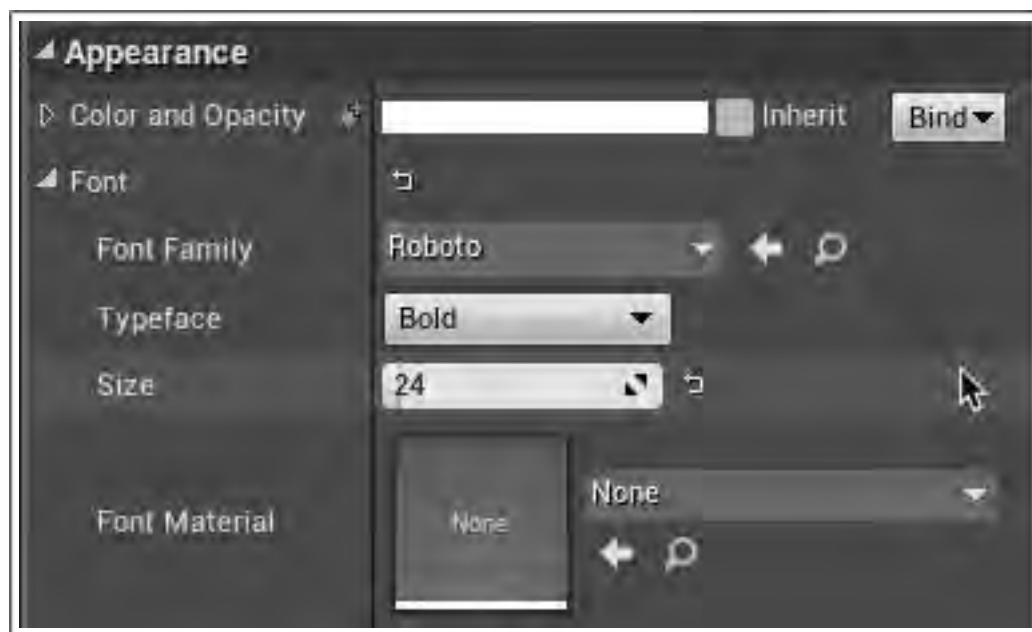 Appearance
Color and Opacity Inherit Bind
Font
Font Family Roboto
Typeface Bold
Size 24
Font Material None None